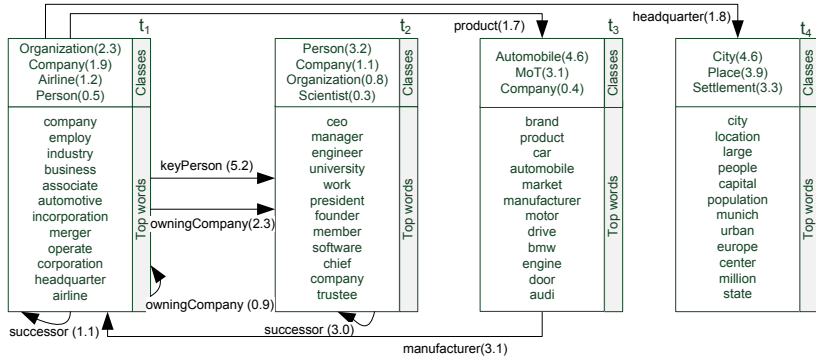 product(1.7)
headquarter(1.8)
t1
Organization(2.3)
Company(1.9)
Airline(1.2)
Person(0.5)
Classes
company
employ
industry
business
associate
automotive
incorporation
merger
operate
corporation
headquarter
airline
Top words
keyPerson (5.2)
owningCompany(2.3)
owningCompany (0.9)
successor (1.1)
t2
Person(3.2)
Company(1.1)
Organization(0.8)
Scientist(0.3)
Classes
ceo
manager
engineer
university
work
president
founder
member
software
chief
company
trustee
Top words
successor (3.0)
t3
Automobile(4.6)
MoT(3.1)
Company(0.4)
Classes
brand
product
car
automobile
market
manufacturer
motor
drive
bmw
engine
door
audi
Top words
manufacturer(3.1)
t4
City(4.6)
Place(3.9)
Settlement(3.3)
Classes
city
location
large
people
capital
population
munich
urban
europe
center
million
state
Top words